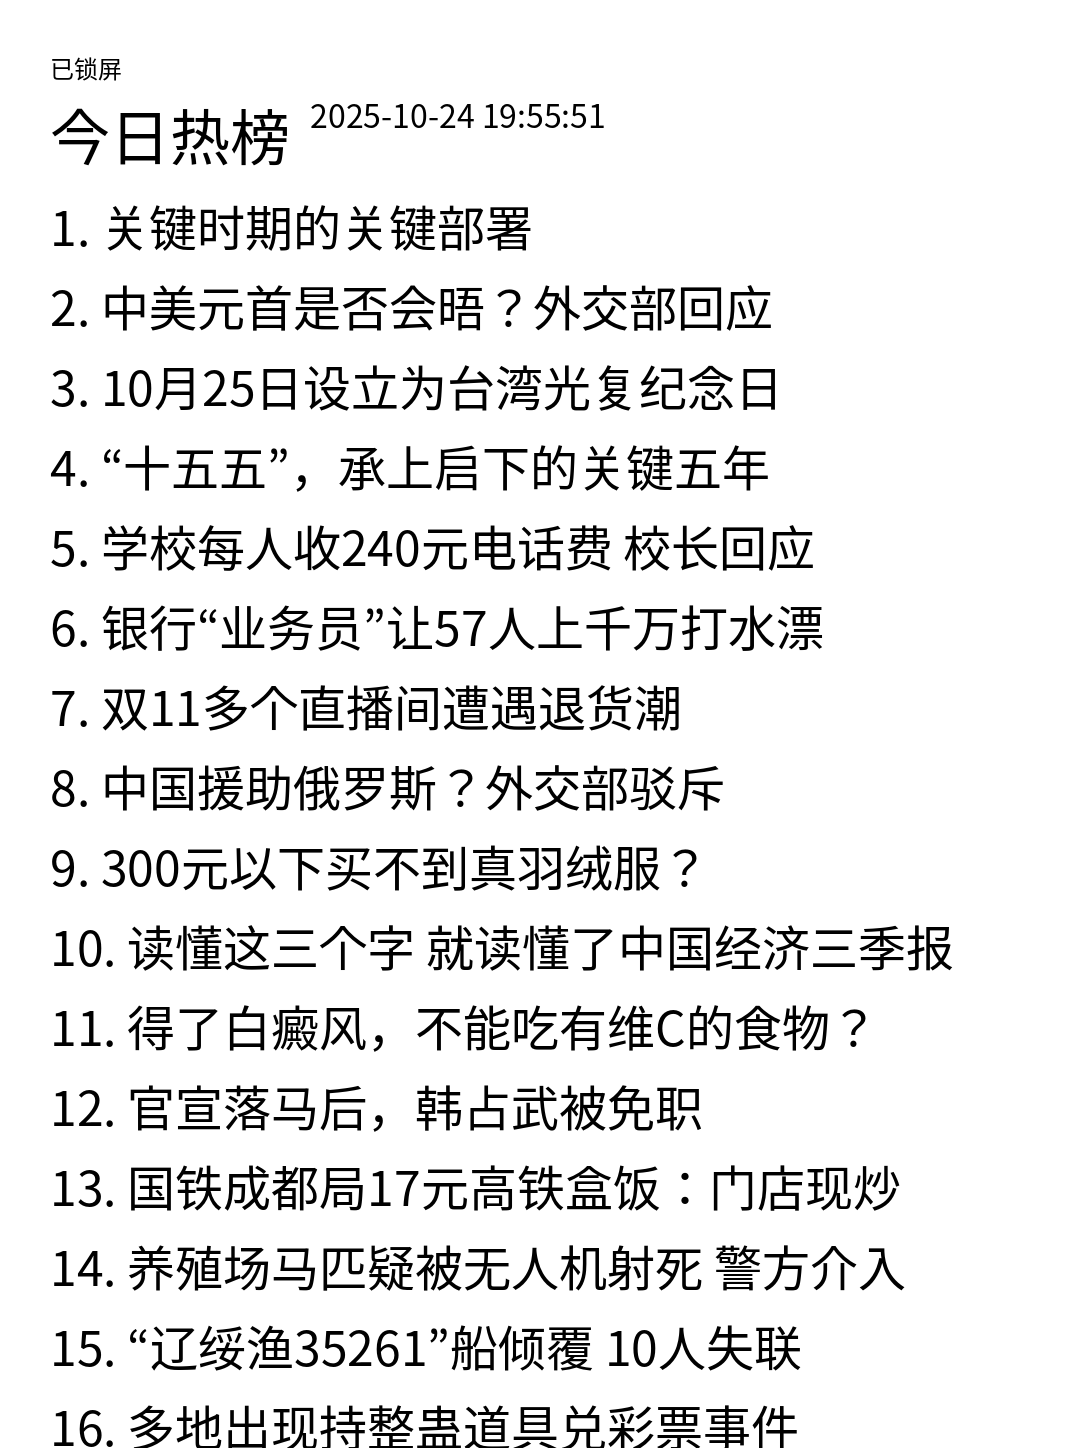 已锁屏
今日热榜 2025-10-24 19:55:51
1. 关键时期的关键部署
2. 中美元首是否会晤？外交部回应
3. 10月25日设立为台湾光复纪念日
4. “十五五”，承上启下的关键五年
5. 学校每人收240元电话费 校长回应
6. 银行“业务员”让57人上千万打水漂
7. 双11多个直播间遭遇退货潮
8. 中国援助俄罗斯？外交部驳斥
9. 300元以下买不到真羽绒服？
10. 读懂这三个字 就读懂了中国经济三季报
11. 得了白癜风，不能吃有维C的食物？
12. 官宣落马后，韩占武被免职
13. 国铁成都局17元高铁盒饭：门店现炒
14. 养殖场马匹疑被无人机射死 警方介入
15. “辽绥渔35261”船倾覆 10人失联
16. 多地出现持整蛊道具兑彩票事件